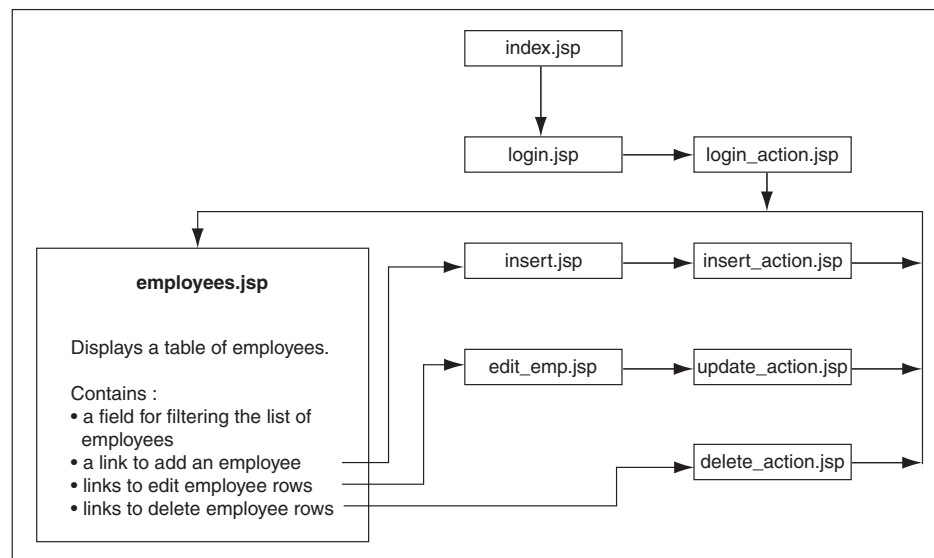 index.jsp
login.jsp
login_action.jsp
employees.jsp
Displays a table of employees.
Contains :
• a field for filtering the list of
employees
• a link to add an employee
• links to edit employee rows
• links to delete employee rows
insert.jsp
insert_action.jsp
edit_emp.jsp
update_action.jsp
delete_action.jsp